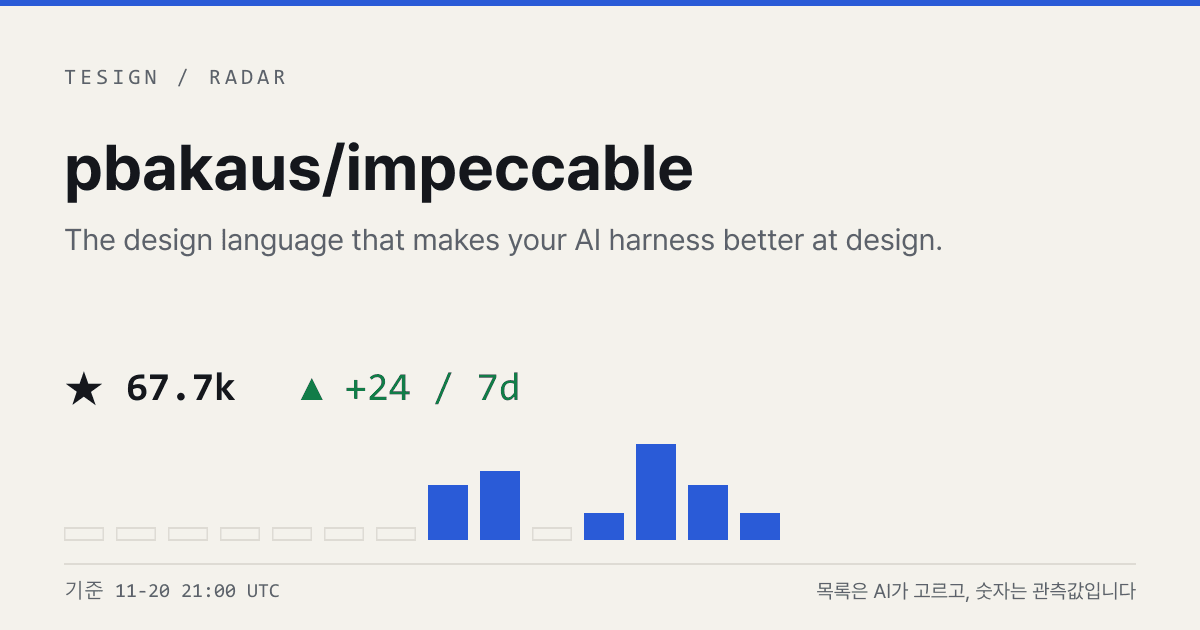 TESIGN / RADAR
pbakaus/impeccable
The design language that makes your AI harness better at design.
★ 67.7k ▲ +24 / 7d
기준 11-20 21:00 UTC
목록은 AI가 고르고, 숫자는 관측값입니다